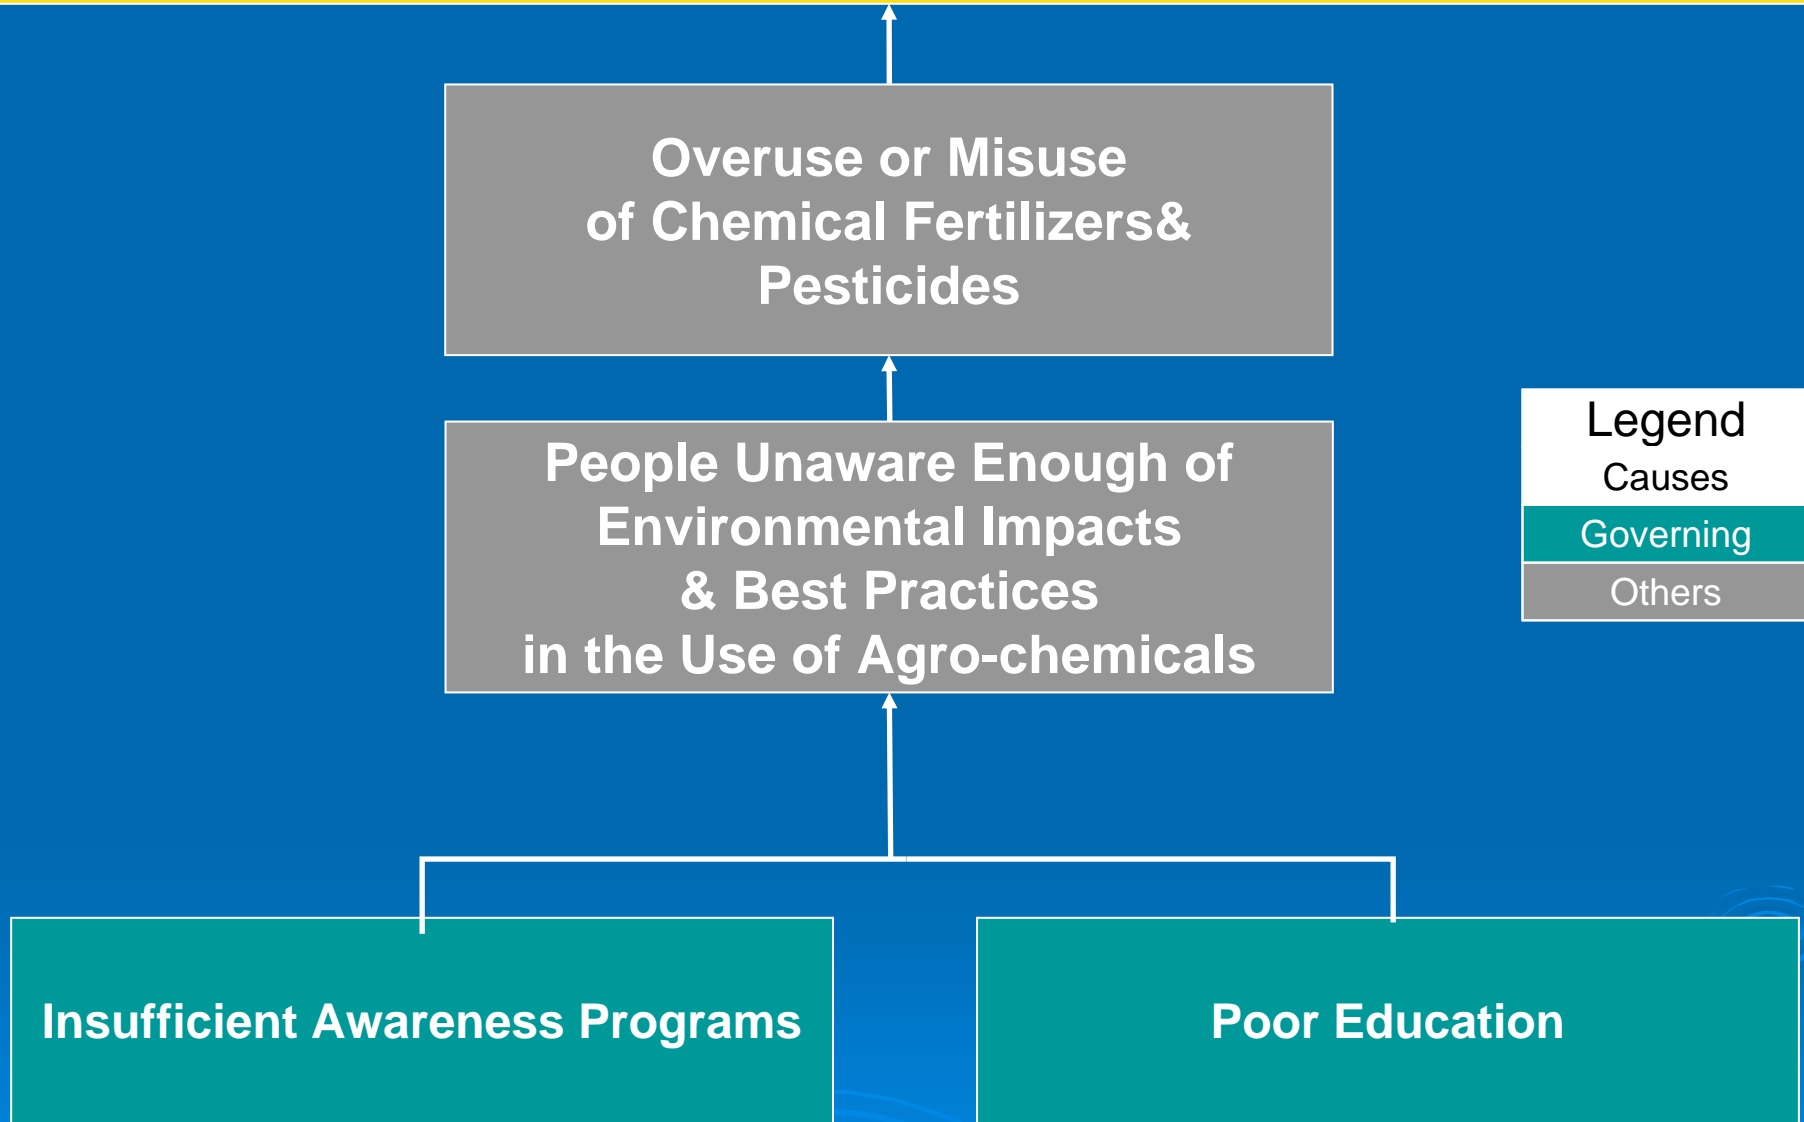 Overuse or Misuse
of Chemical Fertilizers&
Pesticides
People Unaware Enough of
Environmental Impacts
& Best Practices
in the Use of Agro-chemicals
Legend
Causes
Governing
Others
Insufficient Awareness Programs
Poor Education